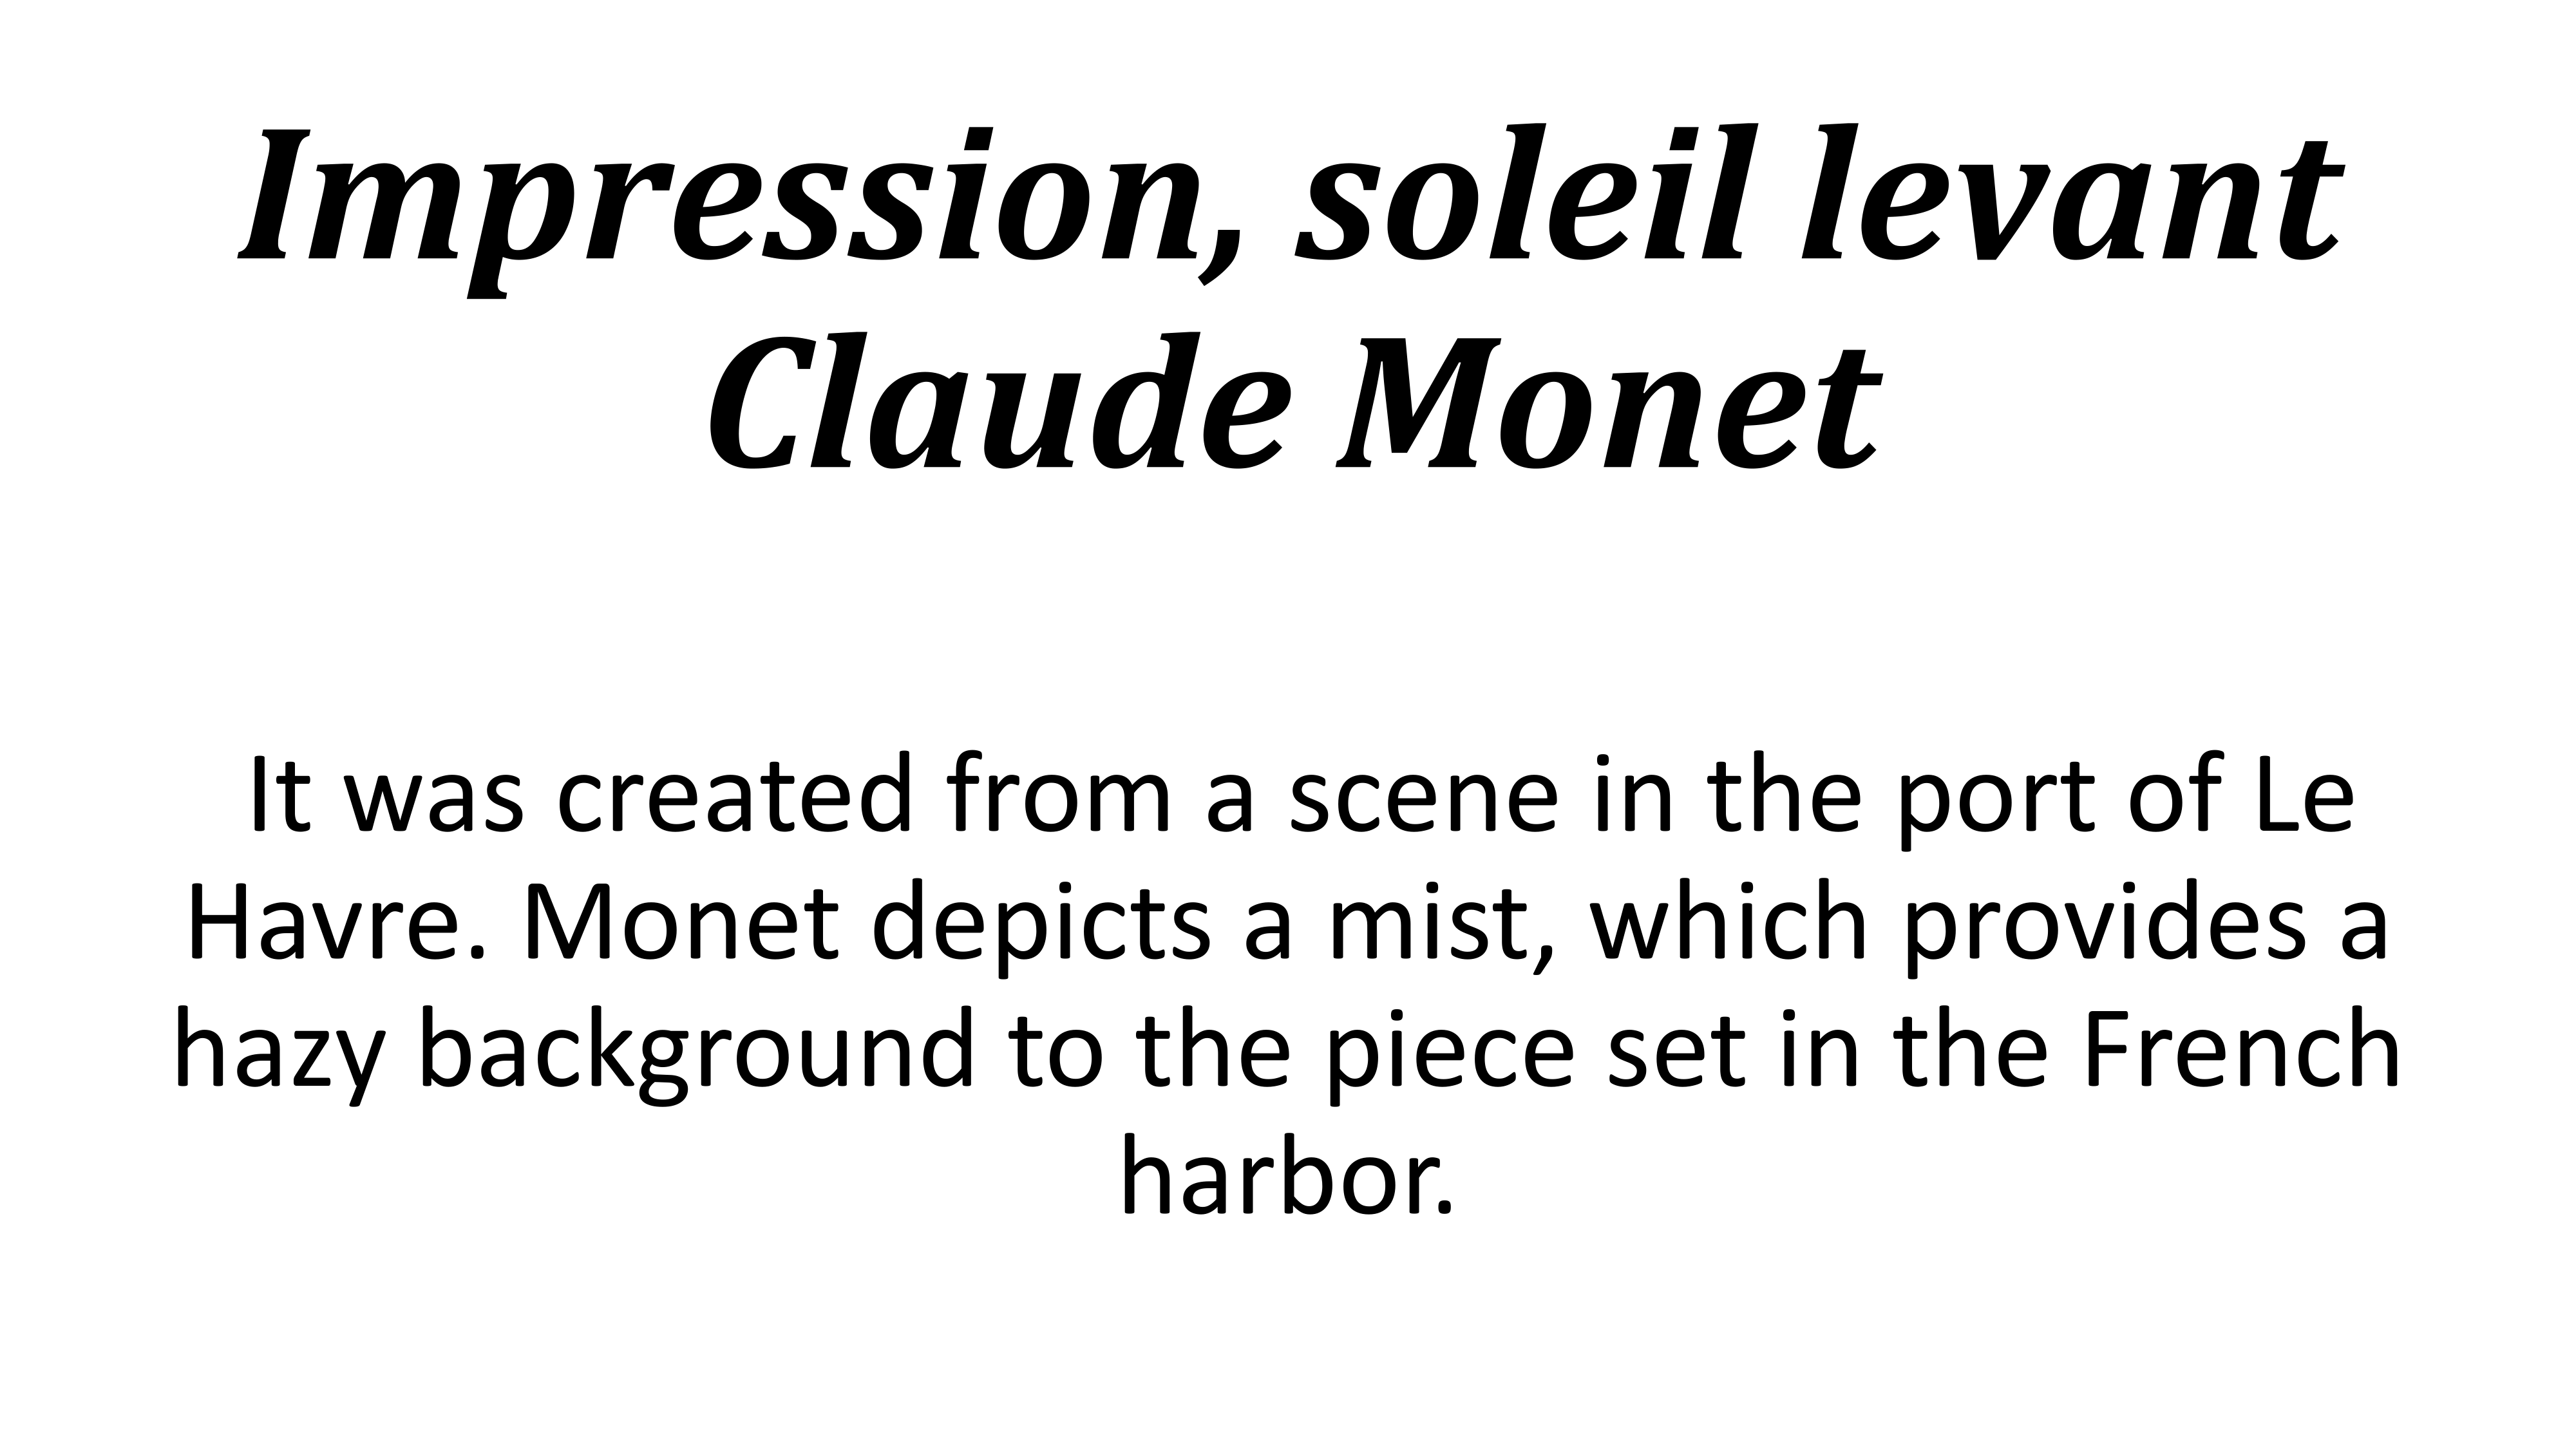 Impression, soleil levant
Claude Monet
It was created from a scene in the port of Le
Havre. Monet depicts a mist, which provides a
hazy background to the piece set in the French
harbor.